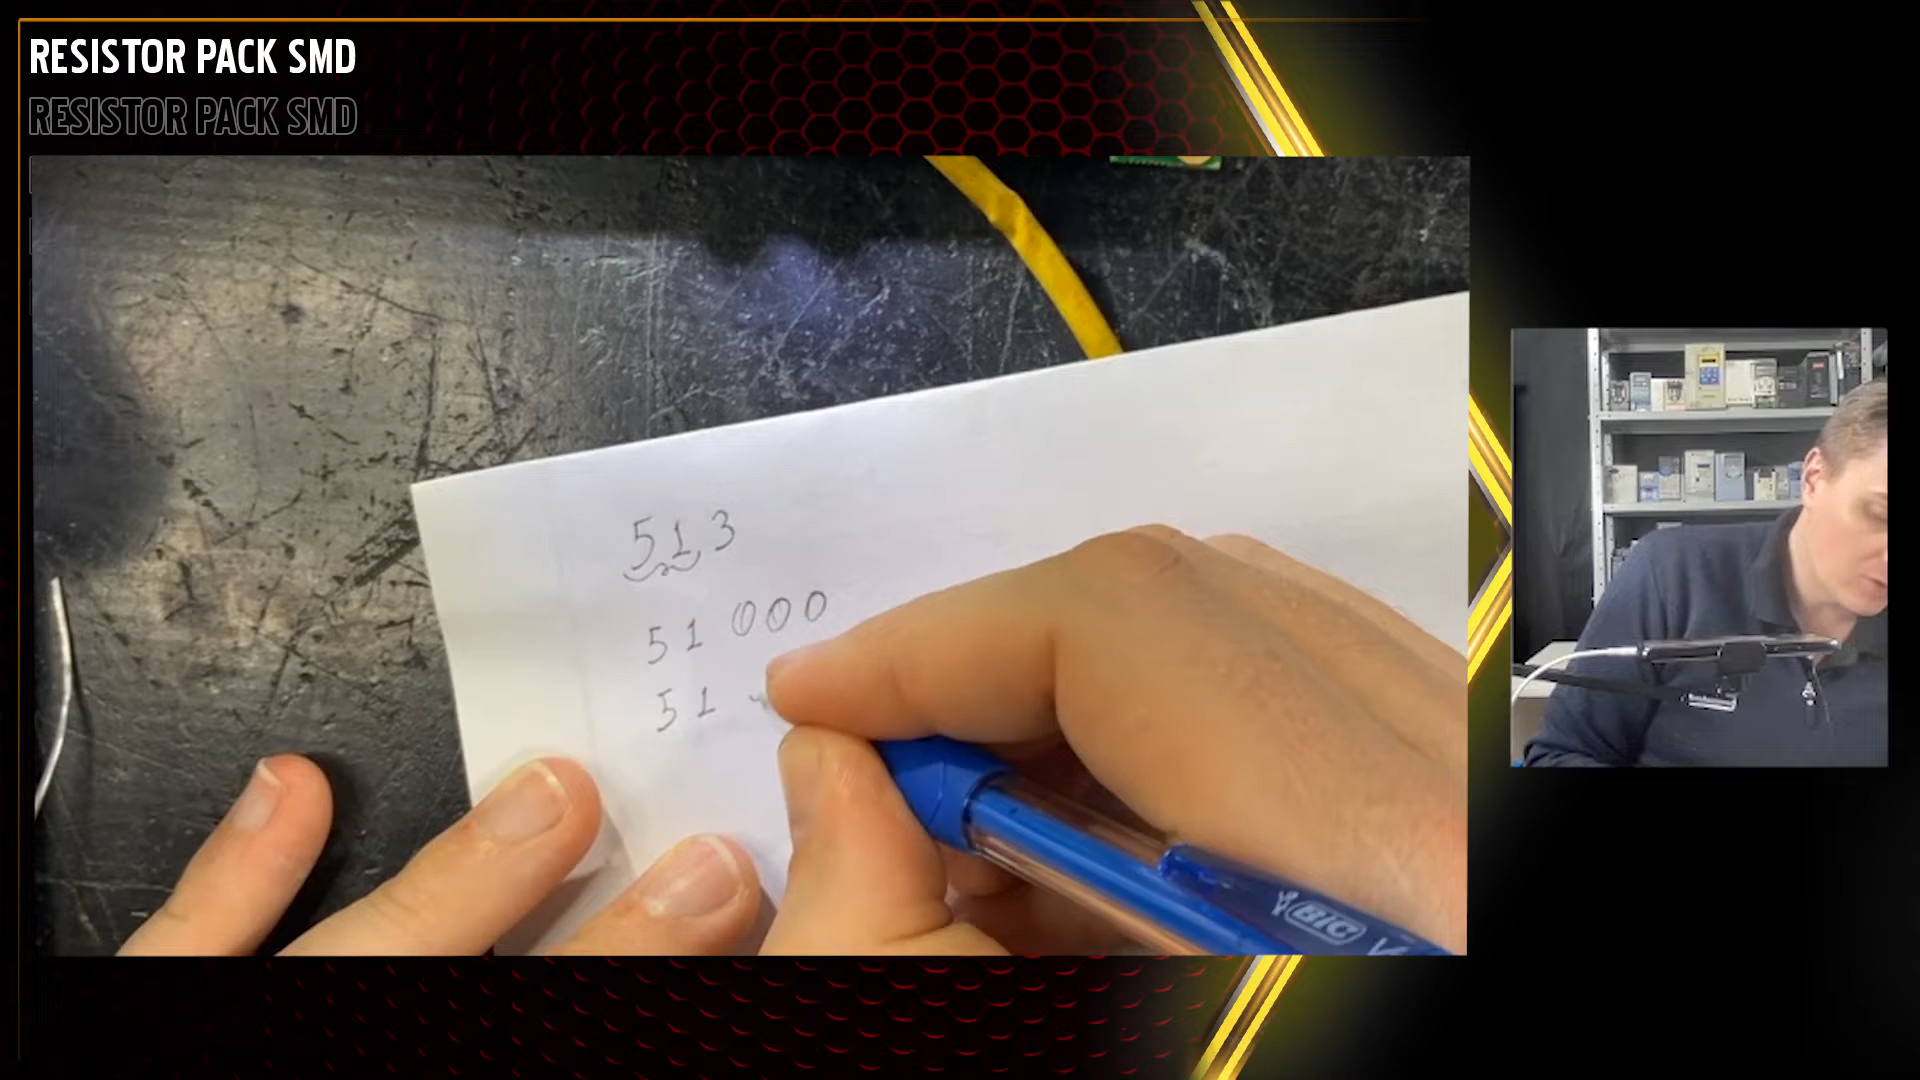 RESISTOR PACK SMD
RESISTOR PACK SMD
513
51 000
51
BIC